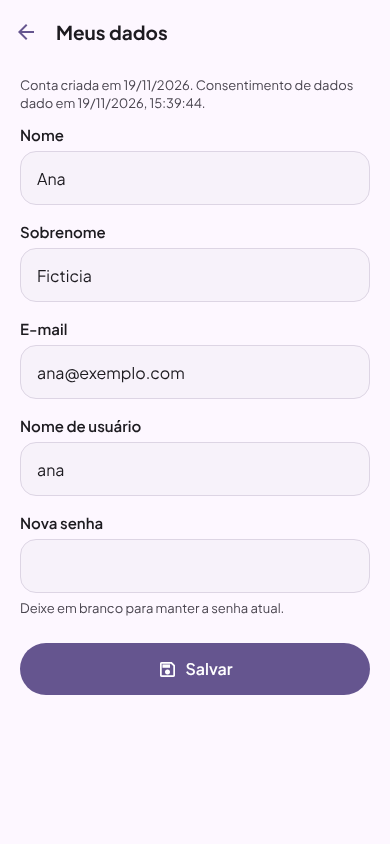 Meus dados
Conta criada em 19/11/2026. Consentimento de dados
dado em 19/11/2026, 15:39:44.
Nome
Ana
Sobrenome
Ficticia
E-mail
ana@exemplo.com
Nome de usuário
ana
Nova senha
Deixe em branco para manter a senha atual.
Salvar